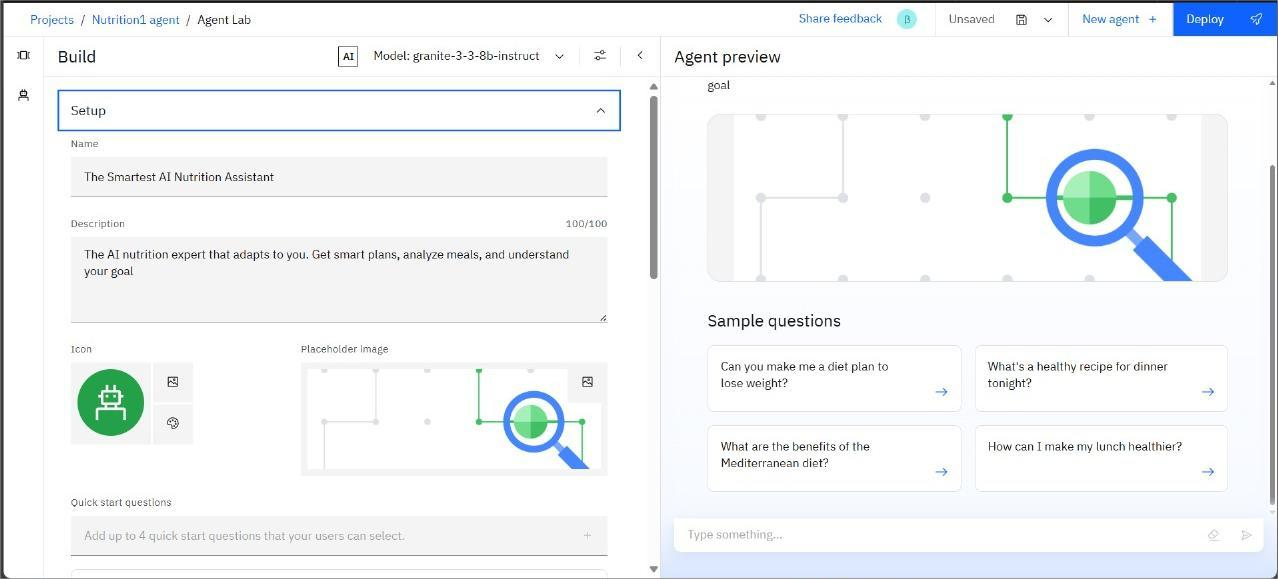 Projects / Nutrition1 agent / Agent Lab
Share feedback β Unsaved New agent + Deploy
Build AI Model: granite-3-3-8b-instruct
Agent preview
Setup
Name
The Smartest AI Nutrition Assistant
Description 100/100
The AI nutrition expert that adapts to you. Get smart plans, analyze meals, and understand
your goal
Icon Placeholder image
Quick start questions
Add up to 4 quick start questions that your users can select. +
goal
Sample questions
Can you make me a diet plan to
lose weight?
What's a healthy recipe for dinner
tonight?
What are the benefits of the
Mediterranean diet?
How can I make my lunch healthier?
Type something...